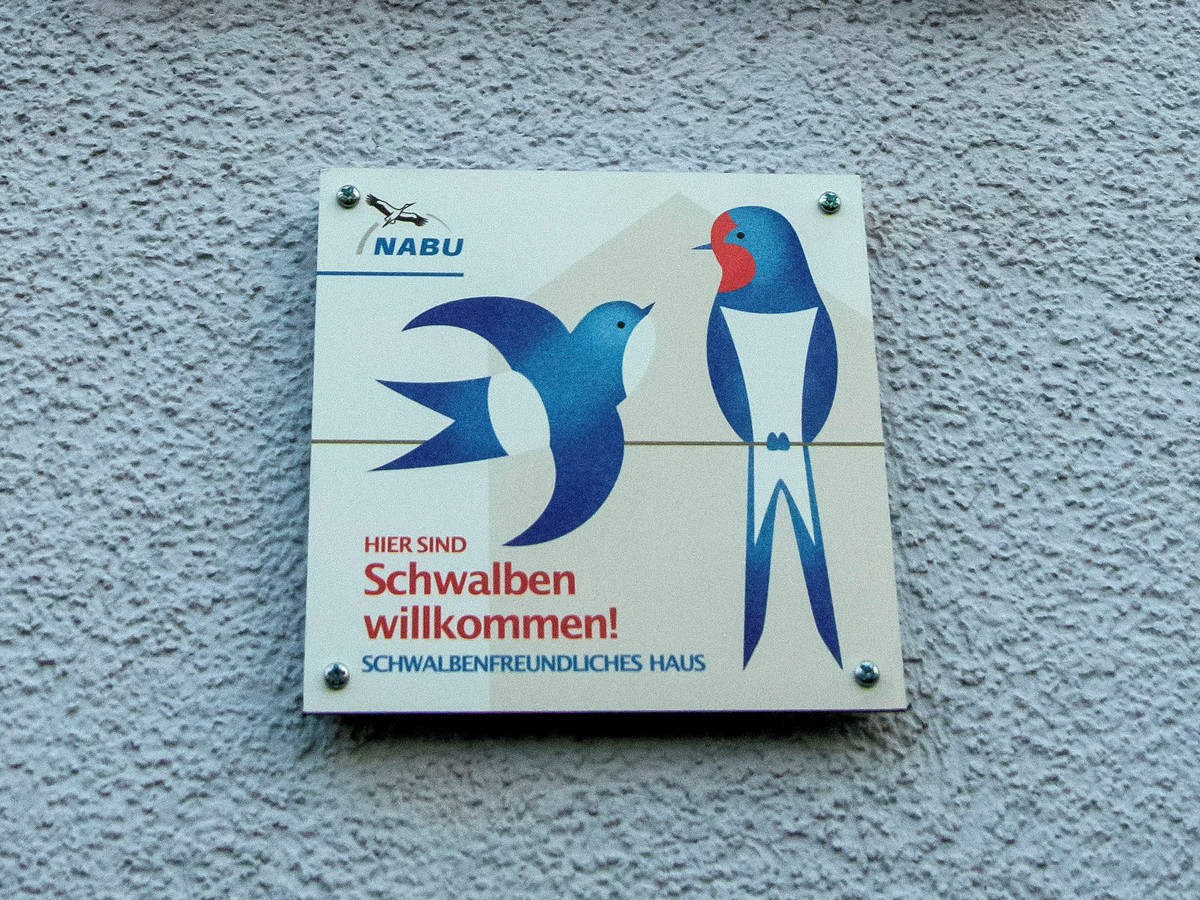 NABU
HIER SIND
Schwalben
willkommen!
SCHWALBENFREUNDLICHES HAUS